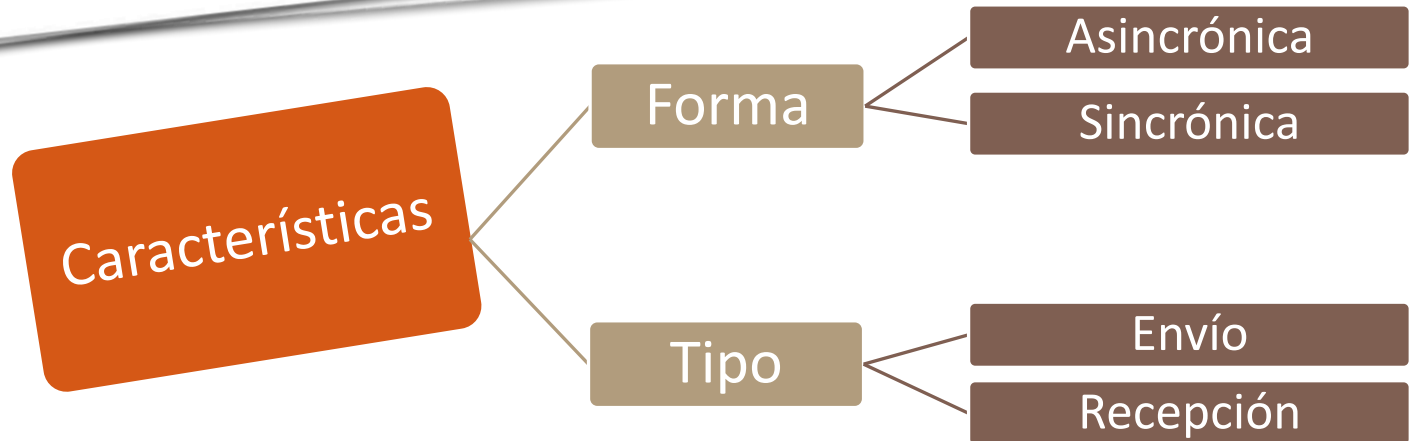 Características
Forma
Asincrónica
Sincrónica
Tipo
Envío
Recepción